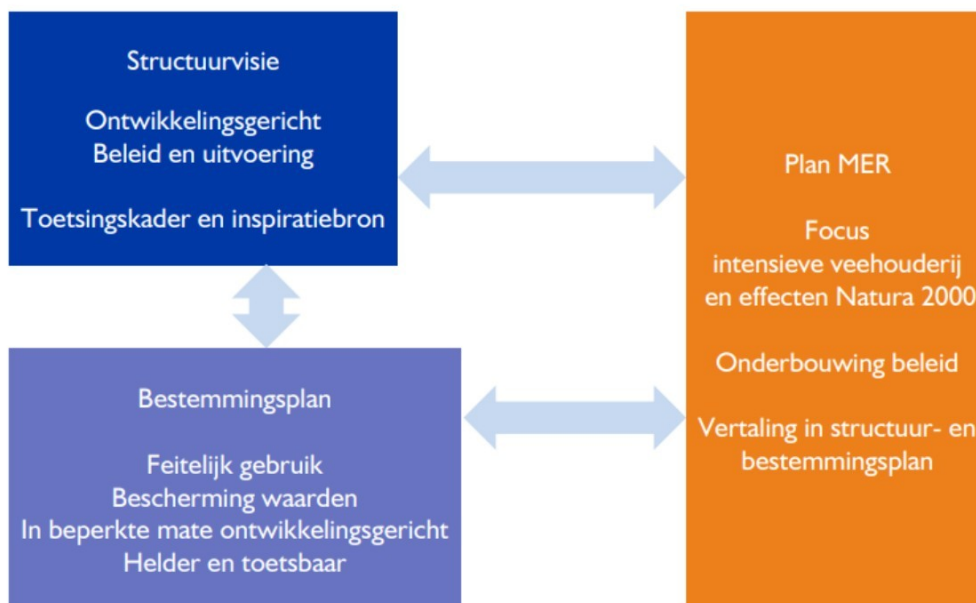 Structuurvisie
Ontwikkelingsgericht
Beleid en uitvoering
Toetsingskader en inspiratiebron
Bestemmingsplan
Feitelijk gebruik
Bescherming waarden
In beperkte mate ontwikkelingsgericht
Helder en toetsbaar
Plan MER
Focus
intensieve veehouderij
en effecten Natura 2000
Onderbouwing beleid
Vertaling in structuur- en
bestemmingsplan